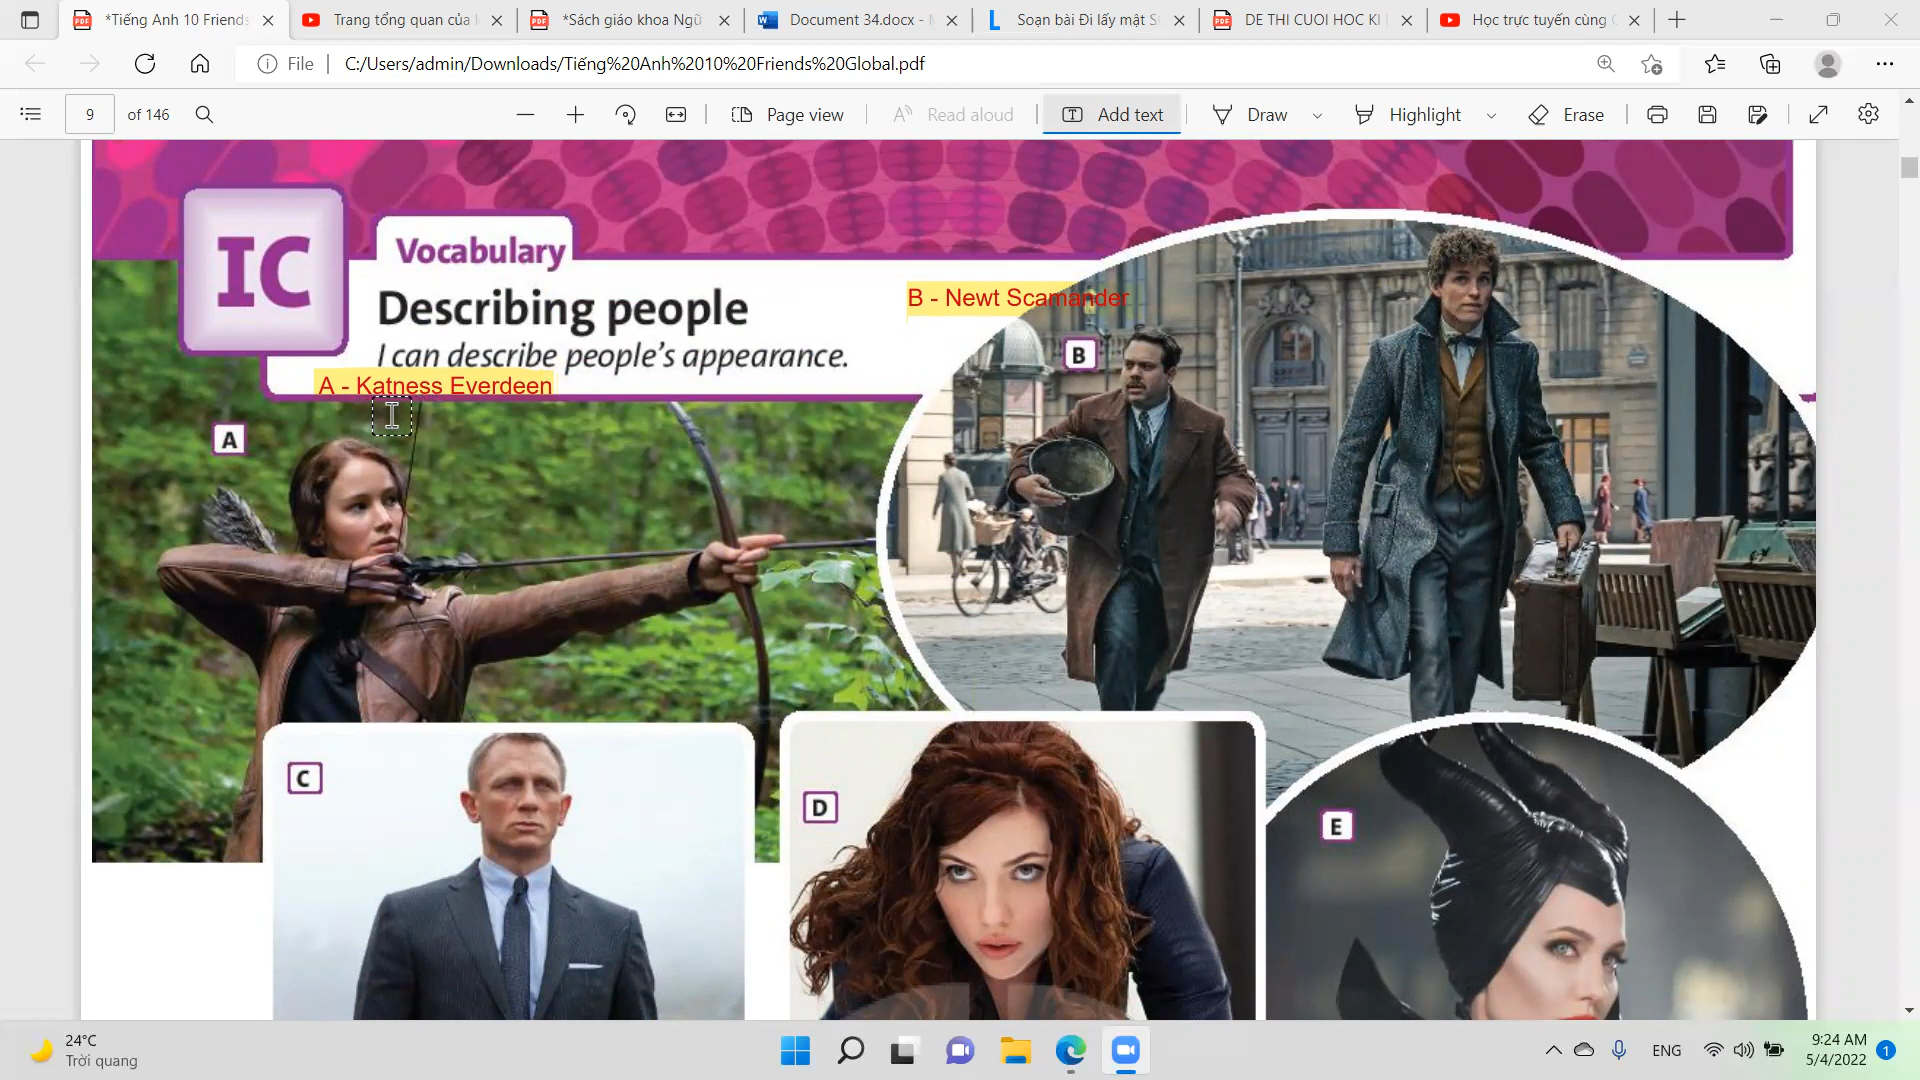 *Tiếng Anh 10 Friends
Trang tổng quan của k
*Sách giáo khoa Ngữ
Document 34.docx -
Soạn bài Đi lấy mật S
DE THI CUOI HOC KI
Học trực tuyến cùng
File
C:/Users/admin/Downloads/Tiếng%20Anh%2010%20Friends%20Global.pdf
9 of 146
Page view
Read aloud
Add text
Draw
Highlight
Erase
IC
Vocabulary
Describing people
I can describe people's appearance.
B - Newt Scamander
A - Katness Everdeen
A
B
C
D
E
24°C
Trời quang
ENG
9:24 AM
5/4/2022
1